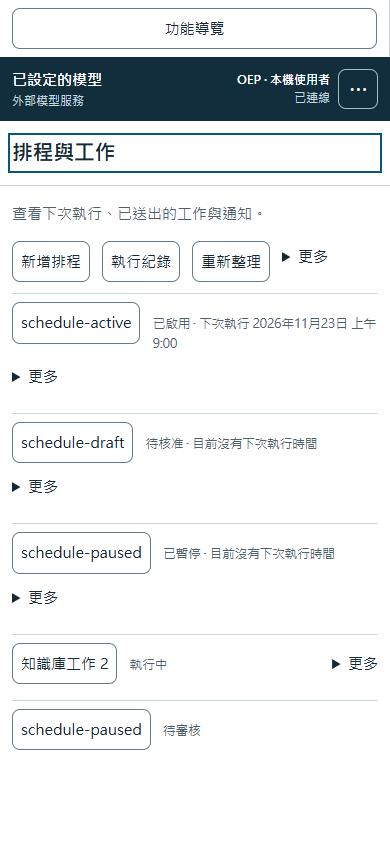 功能導覽
已設定的模型
外部模型服務
OEP · 本機使用者
已連線
···
排程與工作
查看下次執行、已送出的工作與通知。
新增排程 執行紀錄 重新整理 ▶ 更多
schedule-active 已啟用 · 下次執行 2026年11月23日 上午
9:00
▶ 更多
schedule-draft 待核准 · 目前沒有下次執行時間
▶ 更多
schedule-paused 已暫停 · 目前沒有下次執行時間
▶ 更多
知識庫工作 2 執行中 ▶ 更多
schedule-paused 待審核